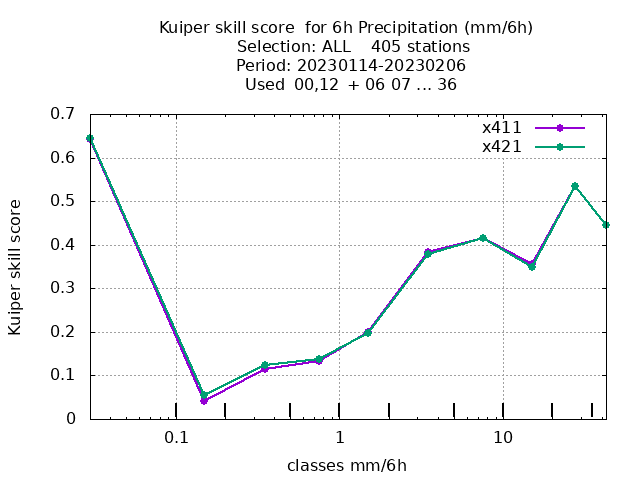 Kuiper skill score  for 6h Precipitation (mm/6h)
Selection: ALL    405 stations
Period: 20230114-20230206
Used  00,12  + 06 07 ... 36
x411
x421
0.7
0.6
0.5
0.4
0.3
0.2
0.1
0
Kuiper skill score
0.1
1
10
classes mm/6h